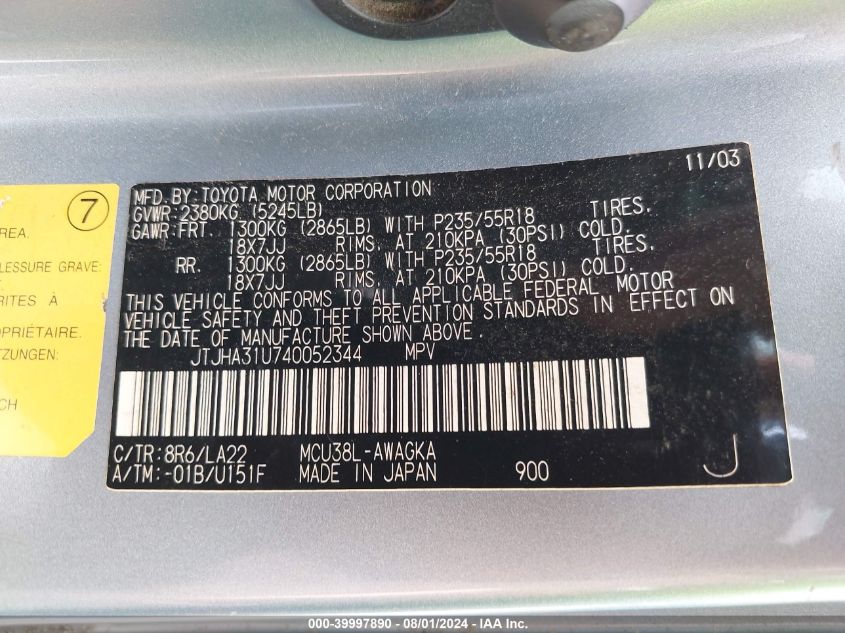 7
REA.
LESSURE GRAVE:
RITES À
OPRIÉTAIRE.
TZUNGEN:
CH
11/03
MFD. BY: TOYOTA MOTOR CORPORATION
GVWR: 2380KG (5245LB)
GAWR: FRT. 1300KG (2865LB) WITH P235/55R18 TIRES.
18X7JJ RIMS, AT 210KPA (30PSI) COLD.
RR. 1300KG (2865LB) WITH P235/55R18 TIRES.
18X7JJ RIMS, AT 210KPA (30PSI) COLD.
THIS VEHICLE CONFORMS TO ALL APPLICABLE FEDERAL MOTOR
VEHICLE SAFETY AND THEFT PREVENTION STANDARDS IN EFFECT ON
THE DATE OF MANUFACTURE SHOWN ABOVE.
JTJHA31U740052344 MPV
C/TR: 8R6/LA22 MCU38L-AWAGKA
A/TM: -01B/U151F MADE IN JAPAN 900 J
000-39997890 - 08/01/2024 - IAA Inc.